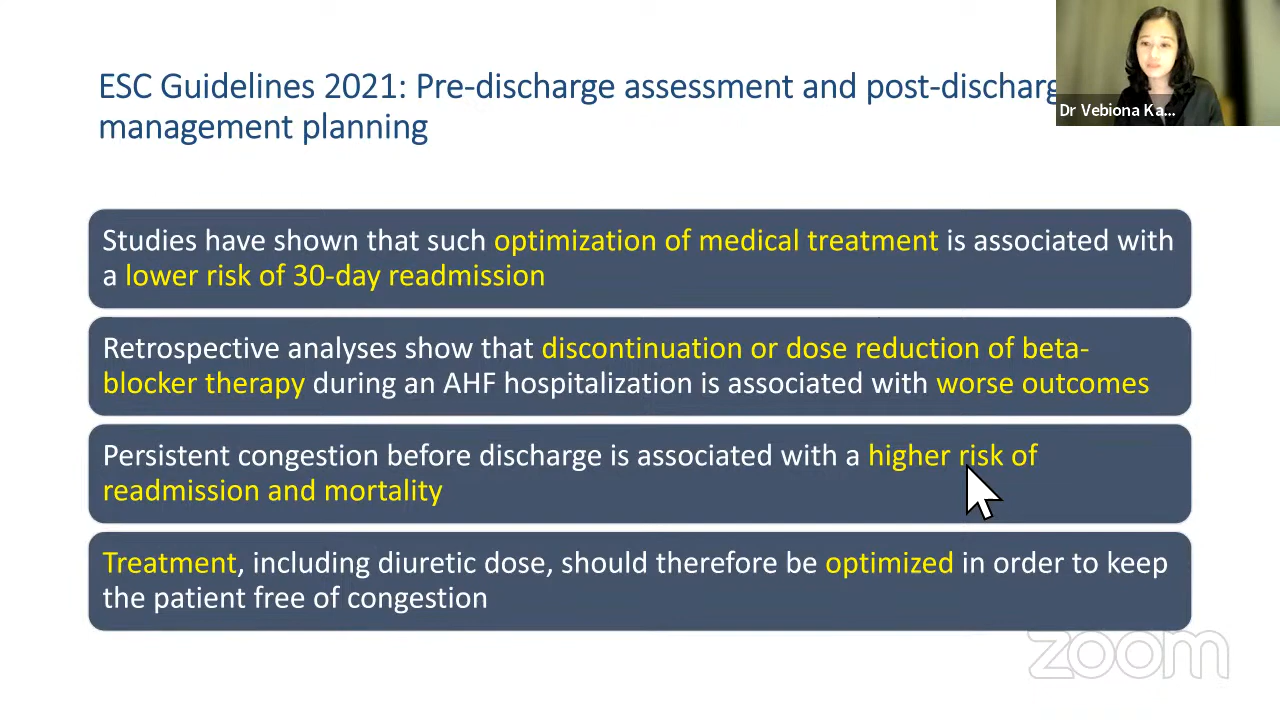 ESC Guidelines 2021: Pre-discharge assessment and post-discharg
management planning
Dr Vebiona Ka...
Studies have shown that such optimization of medical treatment is associated with
a lower risk of 30-day readmission
Retrospective analyses show that discontinuation or dose reduction of beta-
blocker therapy during an AHF hospitalization is associated with worse outcomes
Persistent congestion before discharge is associated with a higher risk of
readmission and mortality
Treatment, including diuretic dose, should therefore be optimized in order to keep
the patient free of congestion
zoom